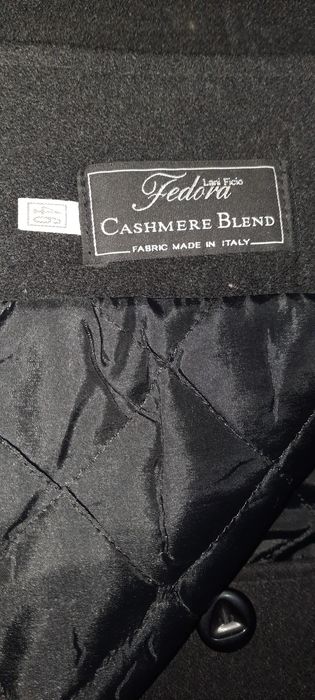 Lani Ficio
Fedora
CASHMERE BLEND
FABRIC MADE IN ITALY